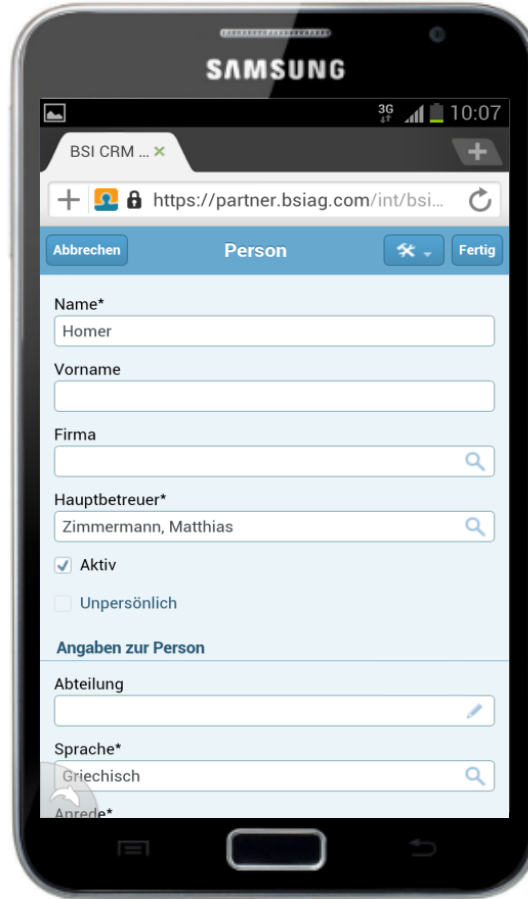 SAMSUNG
3G 10:07
BSI CRM ... ×
https://partner.bsiag.com/int/bsi...
Abbrechen Person Fertig
Name*
Homer
Vorname
Firma
Hauptbetreuer*
Zimmermann, Matthias
Aktiv
Unpersönlich
Angaben zur Person
Abteilung
Sprache*
Griechisch
Anrede*